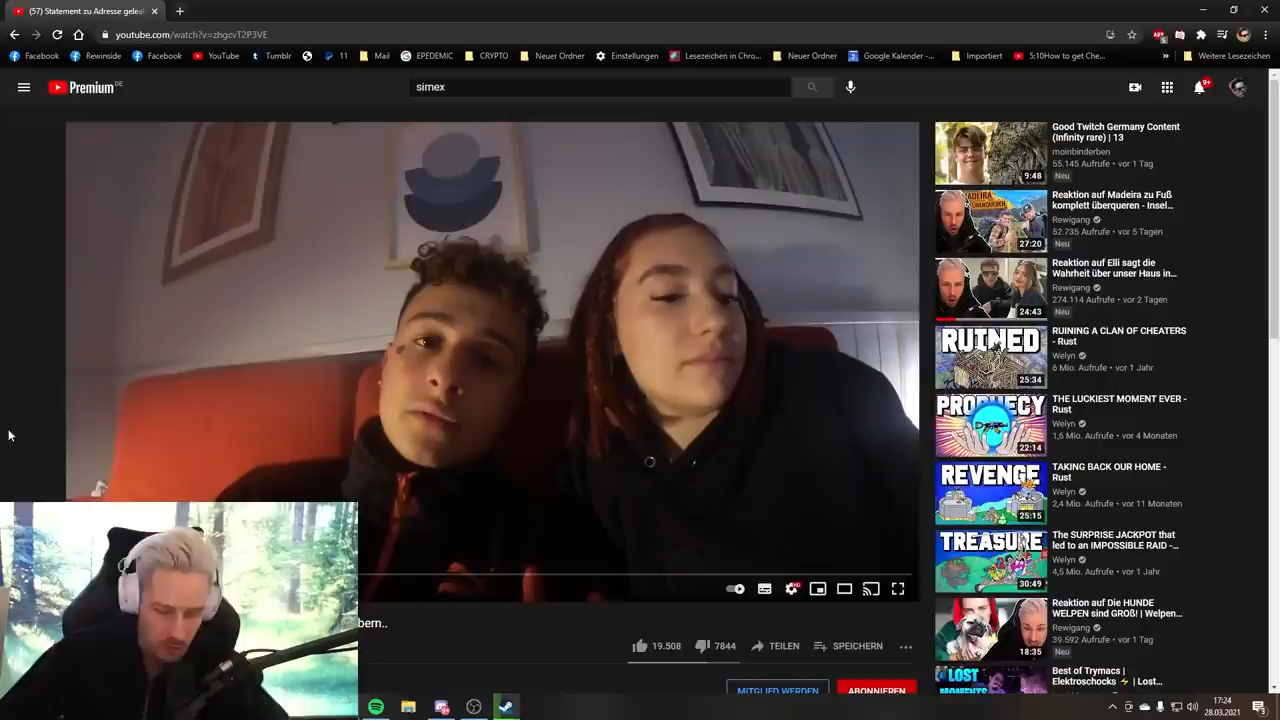 (57) Statement zu Adresse gelea
youtube.com/watch?v=zhgcvT2P3VE
ABP
Facebook
Rewinside
Facebook
YouTube
Tumblr
11
Mail
EPEDEMIC
CRYPTO
Neuer Ordner
Einstellungen
Lesezeichen in Chro...
Neuer Ordner
Google Kalender -...
Importiert
5:10How to get Che...
»
Weitere Lesezeichen
Premium DE
simex
9+
Good Twitch Germany Content
(Infinity rare) | 13
moinbinderben
55.145 Aufrufe • vor 1 Tag
Neu
9:48
Reaktion auf Madeira zu Fuß
komplett überqueren - Insel...
Rewigang
52.735 Aufrufe • vor 5 Tagen
Neu
27:20
Reaktion auf Elli sagt die
Wahrheit über unser Haus in...
Rewigang
274.114 Aufrufe • vor 2 Tagen
Neu
24:43
RUINED
25:34
RUINING A CLAN OF CHEATERS
- Rust
Welyn
6 Mio. Aufrufe • vor 1 Jahr
PROPHECY
22:14
THE LUCKIEST MOMENT EVER -
Rust
Welyn
1,6 Mio. Aufrufe • vor 4 Monaten
REVENGE
25:15
TAKING BACK OUR HOME -
Rust
Welyn
2,4 Mio. Aufrufe • vor 11 Monaten
TREASURE
30:49
The SURPRISE JACKPOT that
led to an IMPOSSIBLE RAID -...
Welyn
4,5 Mio. Aufrufe • vor 1 Jahr
18:35
Reaktion auf Die HUNDE
WELPEN sind GROß! | Welpen...
Rewigang
39.592 Aufrufe • vor 1 Tag
Neu
LOST
MOMENTS
Best of Trymacs |
Elektroschocks ⚡ | Lost...
bern..
19.508
7844
TEILEN
SPEICHERN
MITGLIED WERDEN
ABONNIEREN
17:24
28.03.2021